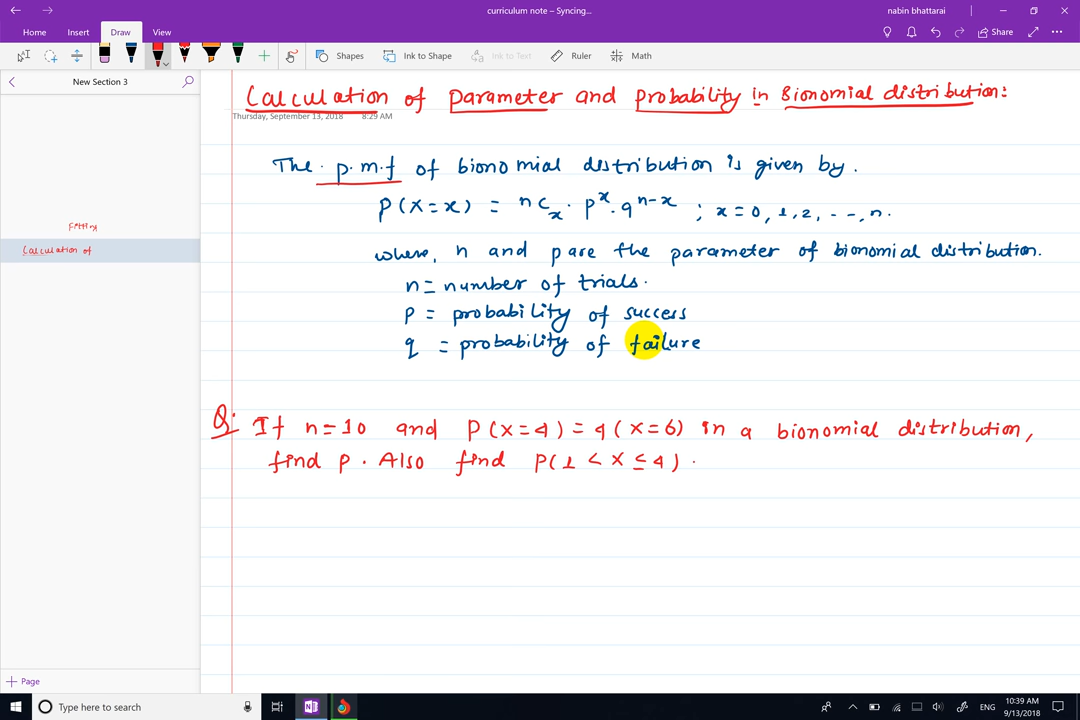 curriculum note – Syncing...
nabin bhattarai
Home Insert Draw View
Share
Shapes
Ink to Shape
Ink to Text
Ruler
Math
New Section 3
Calculation of
Page
Calculation of parameter and probability in Bionomial distribution:
Thursday, September 13, 2018 8:29 AM
The p.m.f of bionomial distribution is given by.
P(X=x) = nCₓ . pˣ . qⁿ⁻ˣ ; x = 0, 1, 2, - - -, n.
where, n and p are the parameter of bionomial distribution.
n = number of trials.
p = probability of success
q = probability of failure
Q: If n=10 and P(X=4) = 4(X=6) in a bionomial distribution,
find p. Also find P(1 < X ≤ 4).
Type here to search
ENG
10:39 AM
9/13/2018